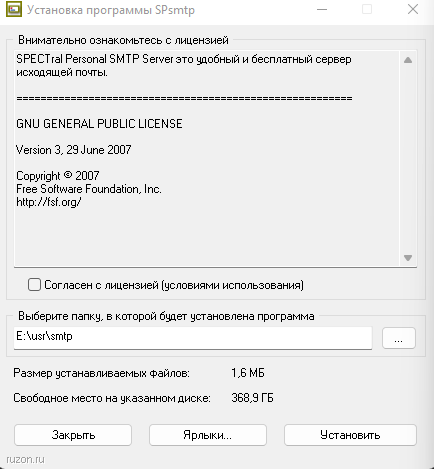 Установка программы SPsmtp
Внимательно ознакомьтесь с лицензией
SPECTral Personal SMTP Server это удобный и бесплатный сервер
исходящей почты.
========================================================
GNU GENERAL PUBLIC LICENSE
Version 3, 29 June 2007
Copyright © 2007
Free Software Foundation, Inc.
http://fsf.org/
Согласен с лицензией (условиями использования)
Выберите папку, в которой будет установлена программа
E:\usr\smtp
...
Размер устанавливаемых файлов: 1,6 МБ
Свободное место на указанном диске: 368,9 ГБ
Закрыть Ярлыки... Установить
ruzon.ru